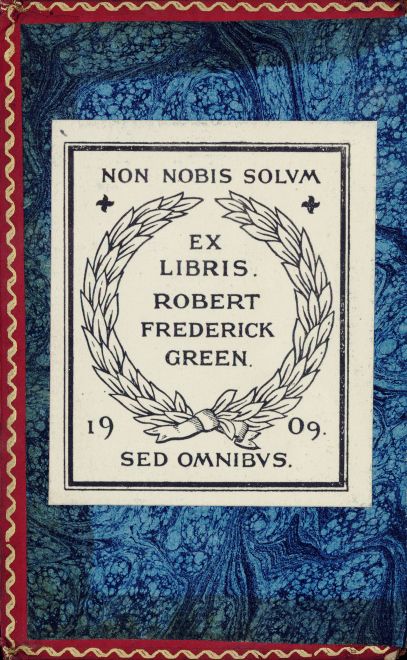 NON NOBIS SOLVM
EX
LIBRIS.
ROBERT
FREDERICK
GREEN.
19 09.
SED OMNIBVS.